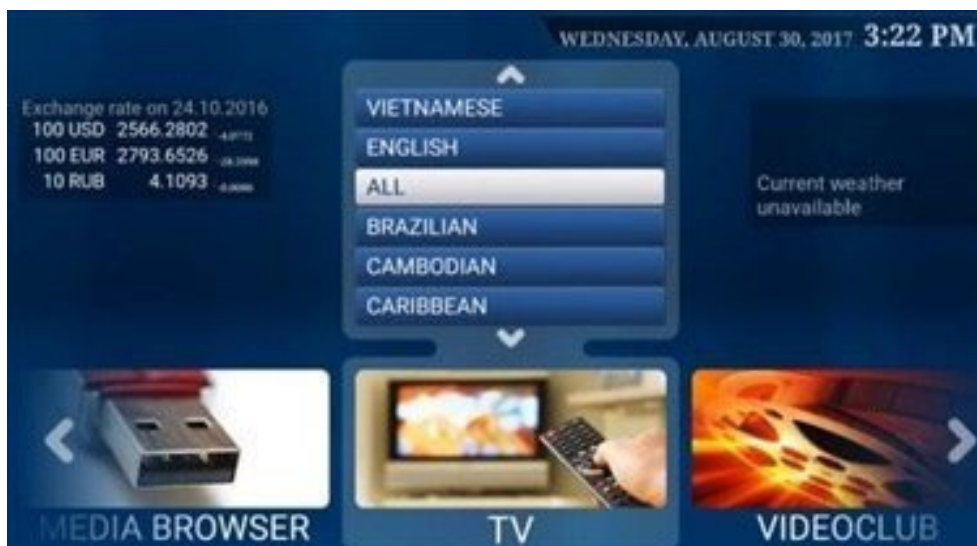 WEDNESDAY, AUGUST 30, 2017 3:22 PM
Exchange rate on 24.10.2016
100 USD 2566.2802
100 EUR 2793.6526
10 RUB 4.1093
VIETNAMESE
ENGLISH
ALL
BRAZILIAN
CAMBODIAN
CARIBBEAN
Current weather
unavailable
MEDIA BROWSER
TV
VIDEOCLUB